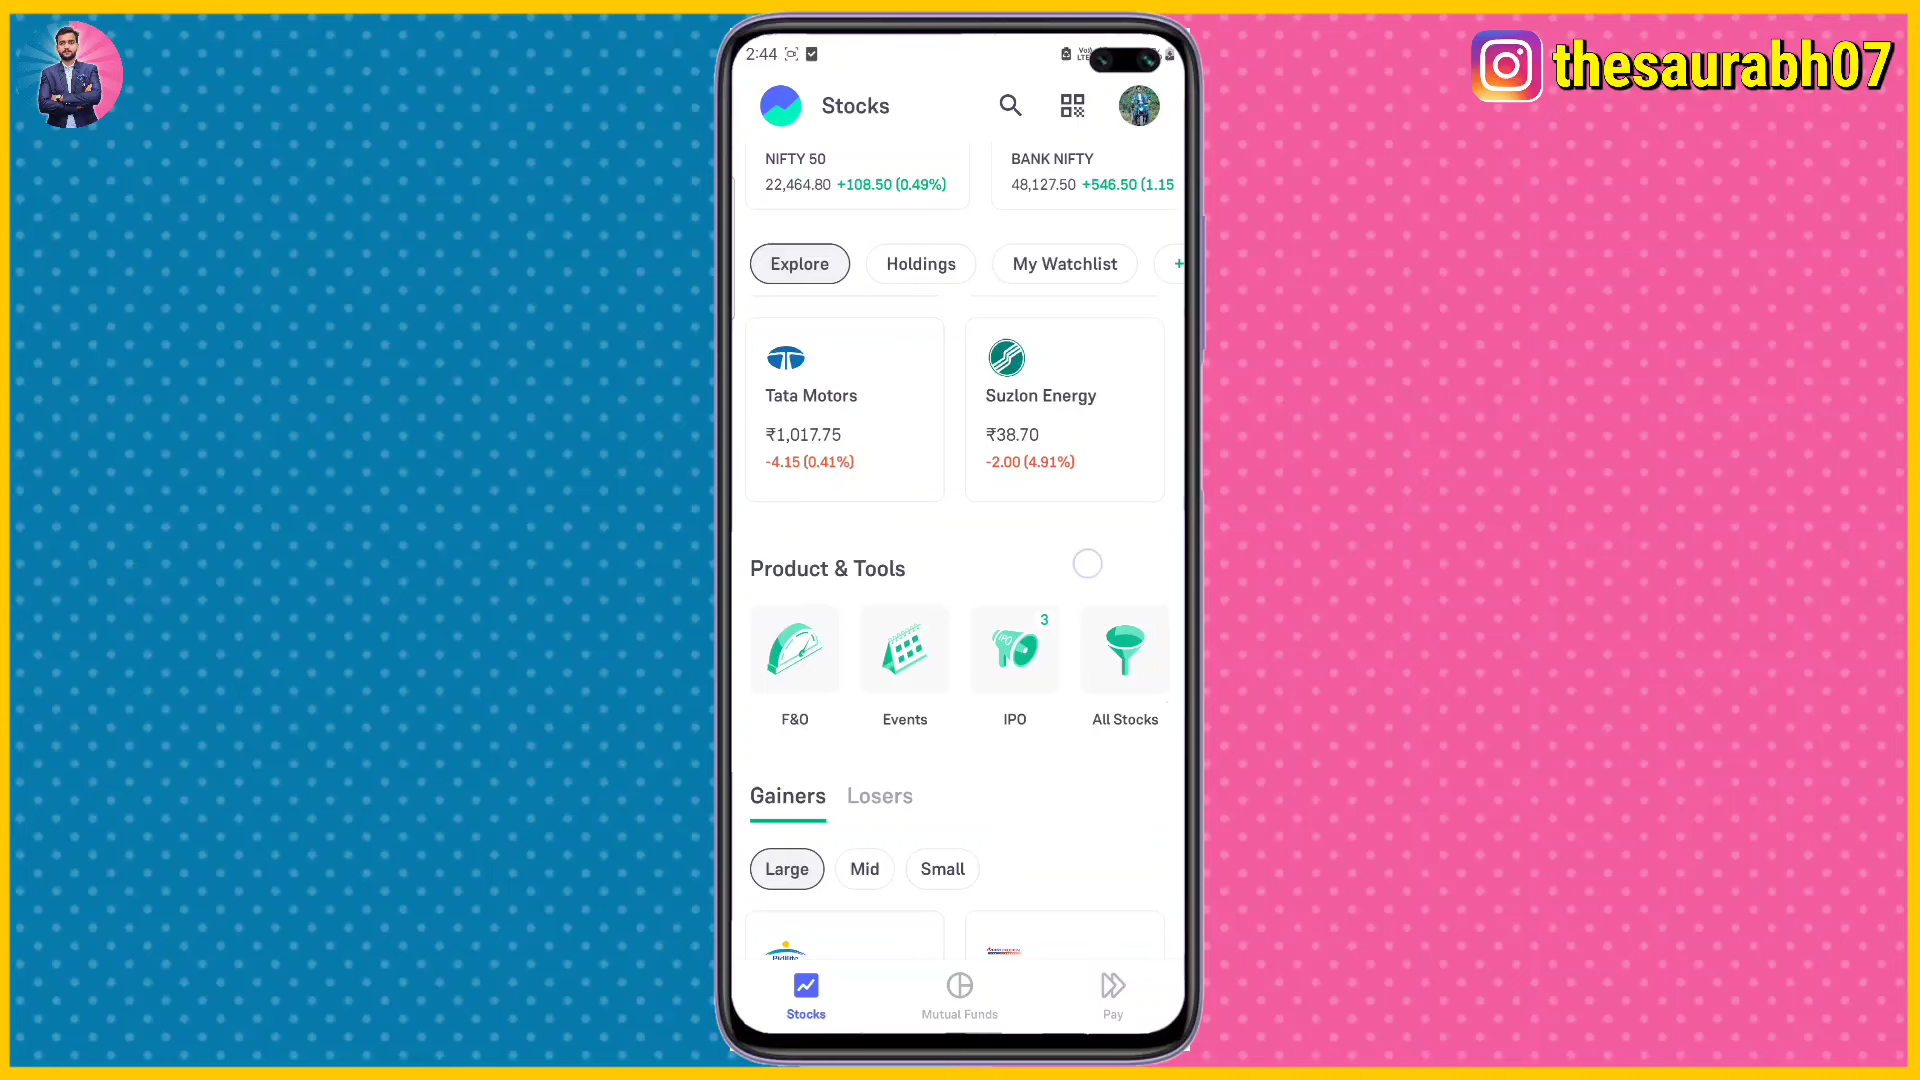 thesaurabh07
2:44
Stocks
NIFTY 50
22,464.80 +108.50 (0.49%)
BANK NIFTY
48,127.50 +546.50 (1.15
Explore
Holdings
My Watchlist
+
Tata Motors
₹1,017.75
-4.15 (0.41%)
Suzlon Energy
₹38.70
-2.00 (4.91%)
Product & Tools
IPO
3
F&O
Events
IPO
All Stocks
Gainers
Losers
Large
Mid
Small
Pidilite
Stocks
Mutual Funds
Pay